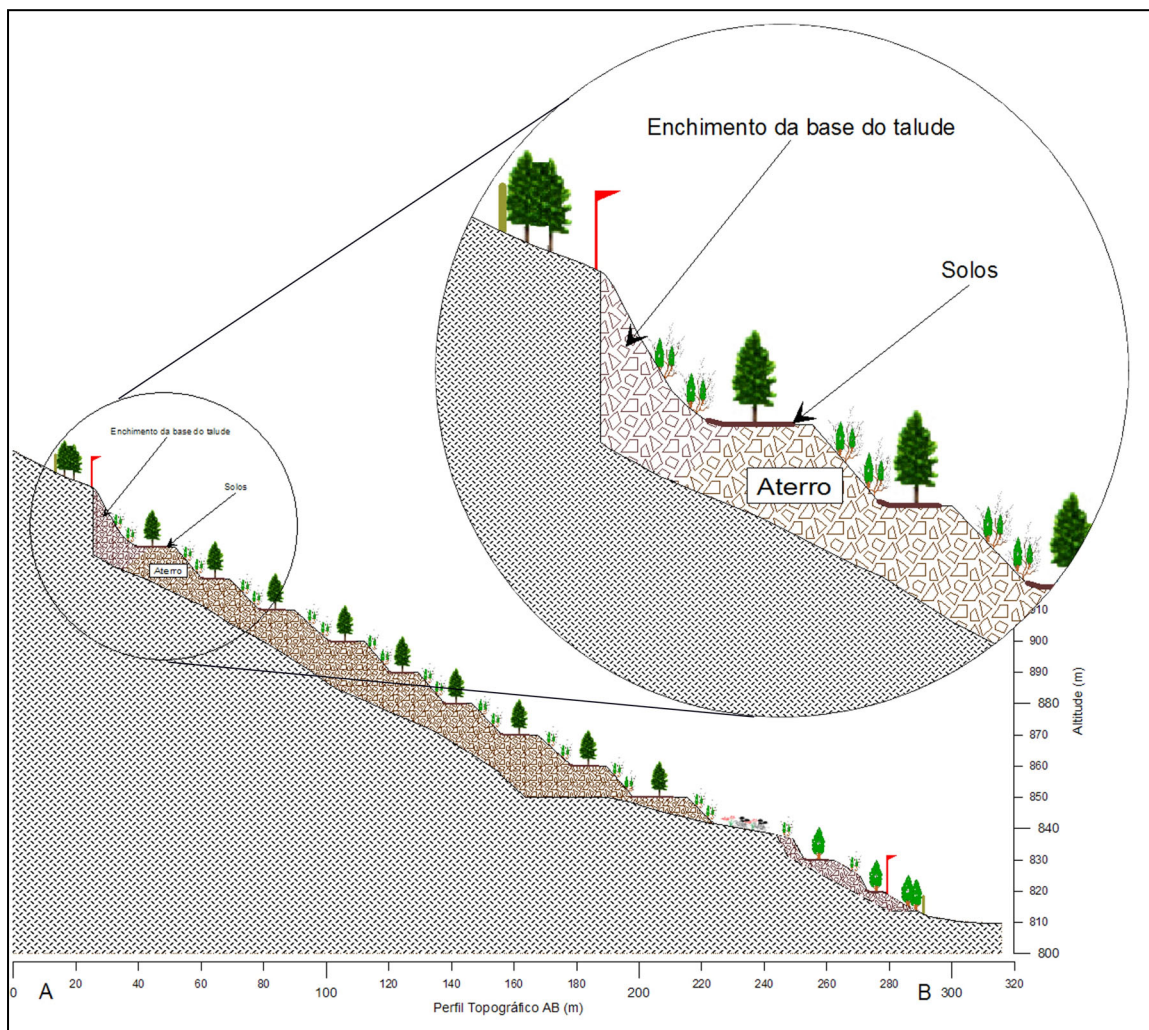 Enchimento da base do talude
Solos
Aterro
Enchimento da base do talude
Solos
Aterro
910
900
890
880
870
860
850
840
830
820
810
800
Altitude (m)
0 20 40 60 80 100 120 140 160 180 200 220 240 260 280 300 320
0 A B
Perfil Topográfico AB (m)